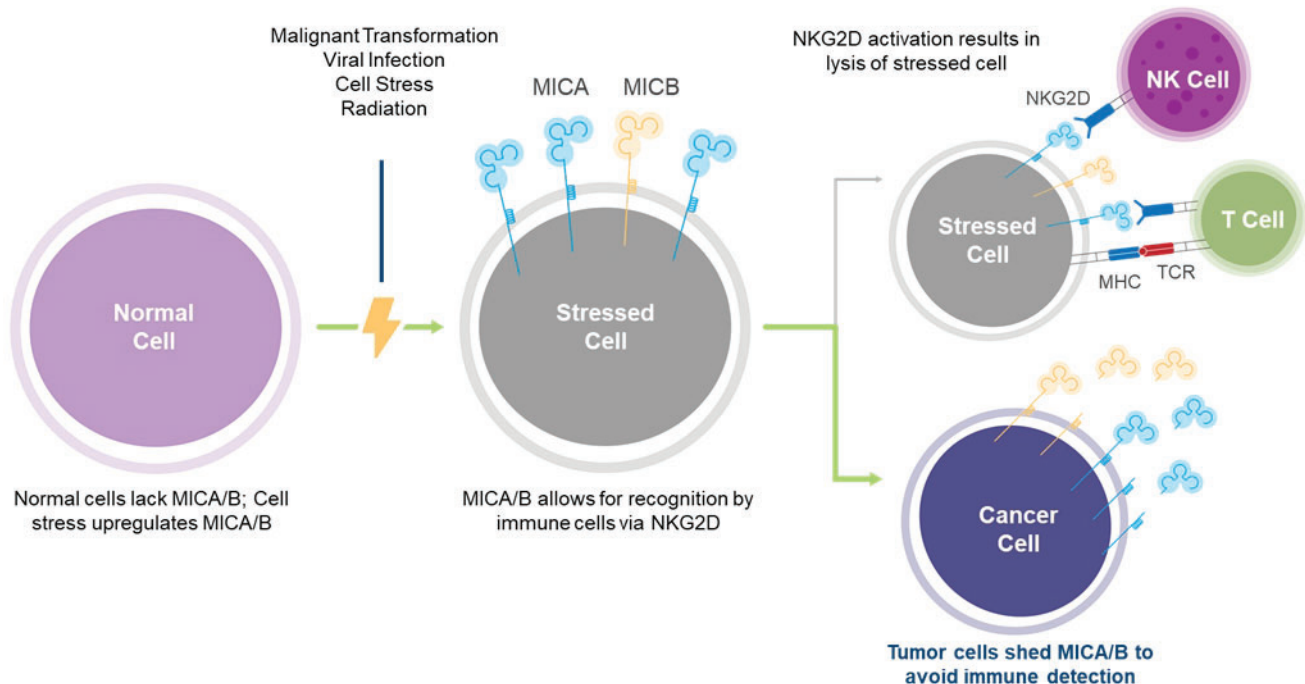 Malignant Transformation
Viral Infection
Cell Stress
Radiation
MICA
MICB
NKG2D activation results in
lysis of stressed cell
NKG2D
NK Cell
Normal
Cell
Stressed
Cell
Stressed
Cell
T Cell
MHC
TCR
Normal cells lack MICA/B; Cell
stress upregulates MICA/B
MICA/B allows for recognition by
immune cells via NKG2D
Cancer
Cell
Tumor cells shed MICA/B to
avoid immune detection